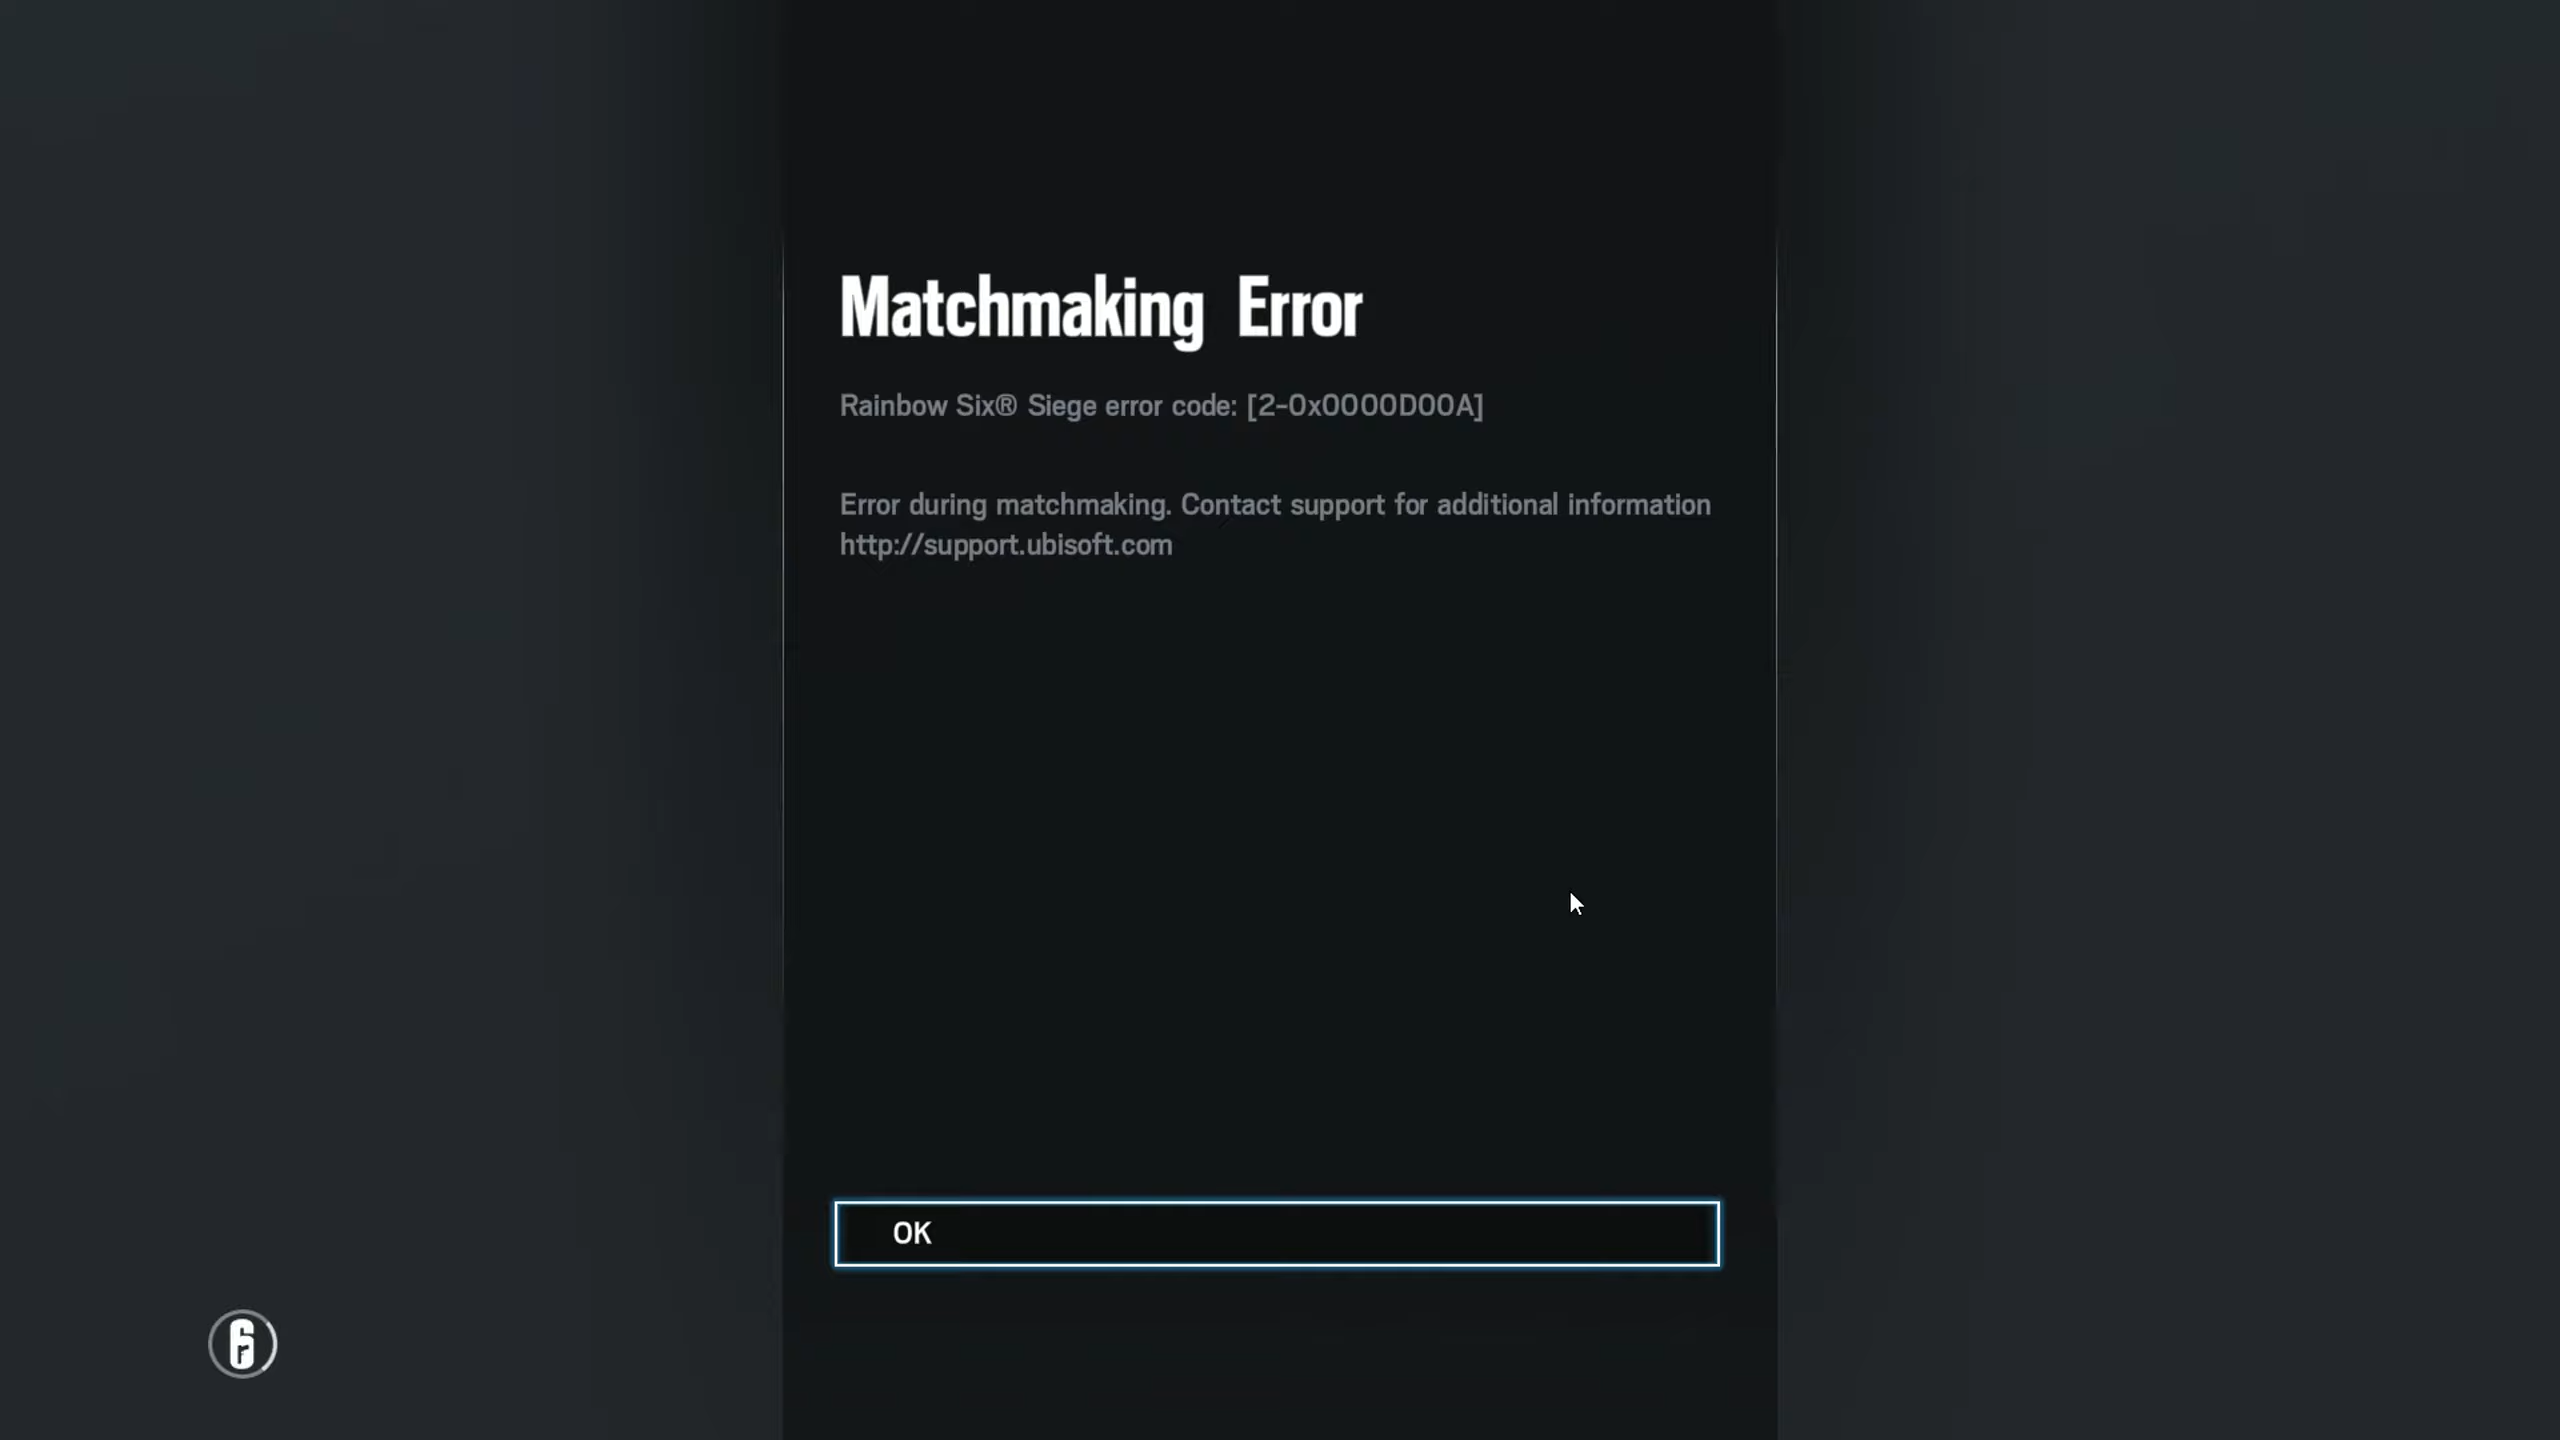 Matchmaking Error
Rainbow Six® Siege error code: [2-0x0000D00A]
Error during matchmaking. Contact support for additional information
http://support.ubisoft.com
OK
6